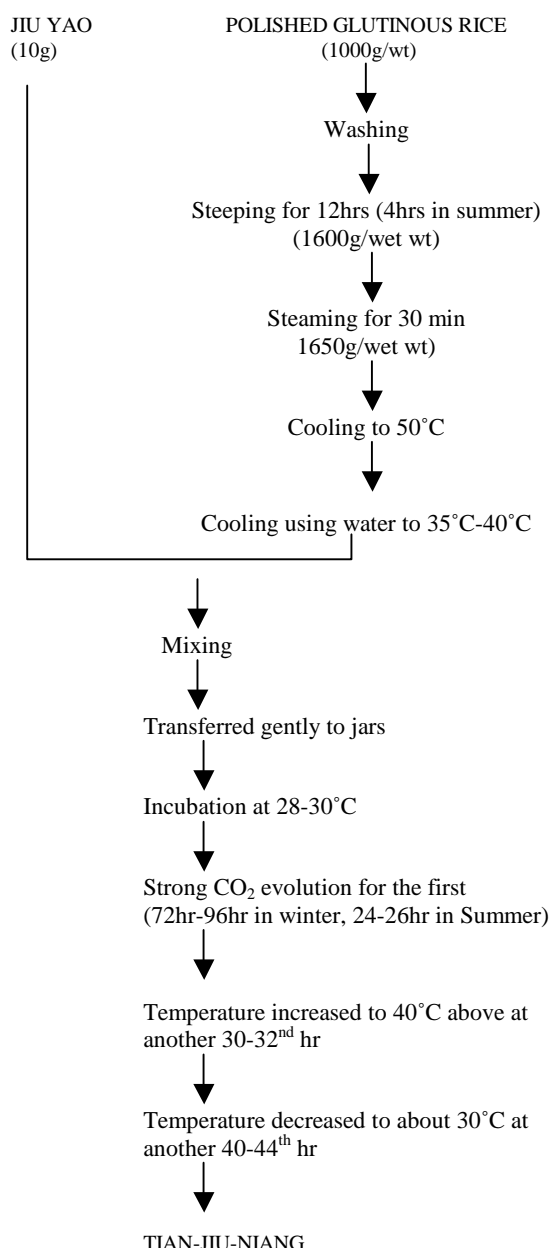 JIU YAO
(10g)
POLISHED GLUTINOUS RICE
(1000g/wt)
Washing
Steeping for 12hrs (4hrs in summer)
(1600g/wet wt)
Steaming for 30 min
1650g/wet wt)
Cooling to 50˚C
Cooling using water to 35˚C-40˚C
Mixing
Transferred gently to jars
Incubation at 28-30˚C
Strong CO₂ evolution for the first
(72hr-96hr in winter, 24-26hr in Summer)
Temperature increased to 40˚C above at
another 30-32ⁿᵈ hr
Temperature decreased to about 30˚C at
another 40-44ᵗʰ hr
TIAN-JIU-NIANG